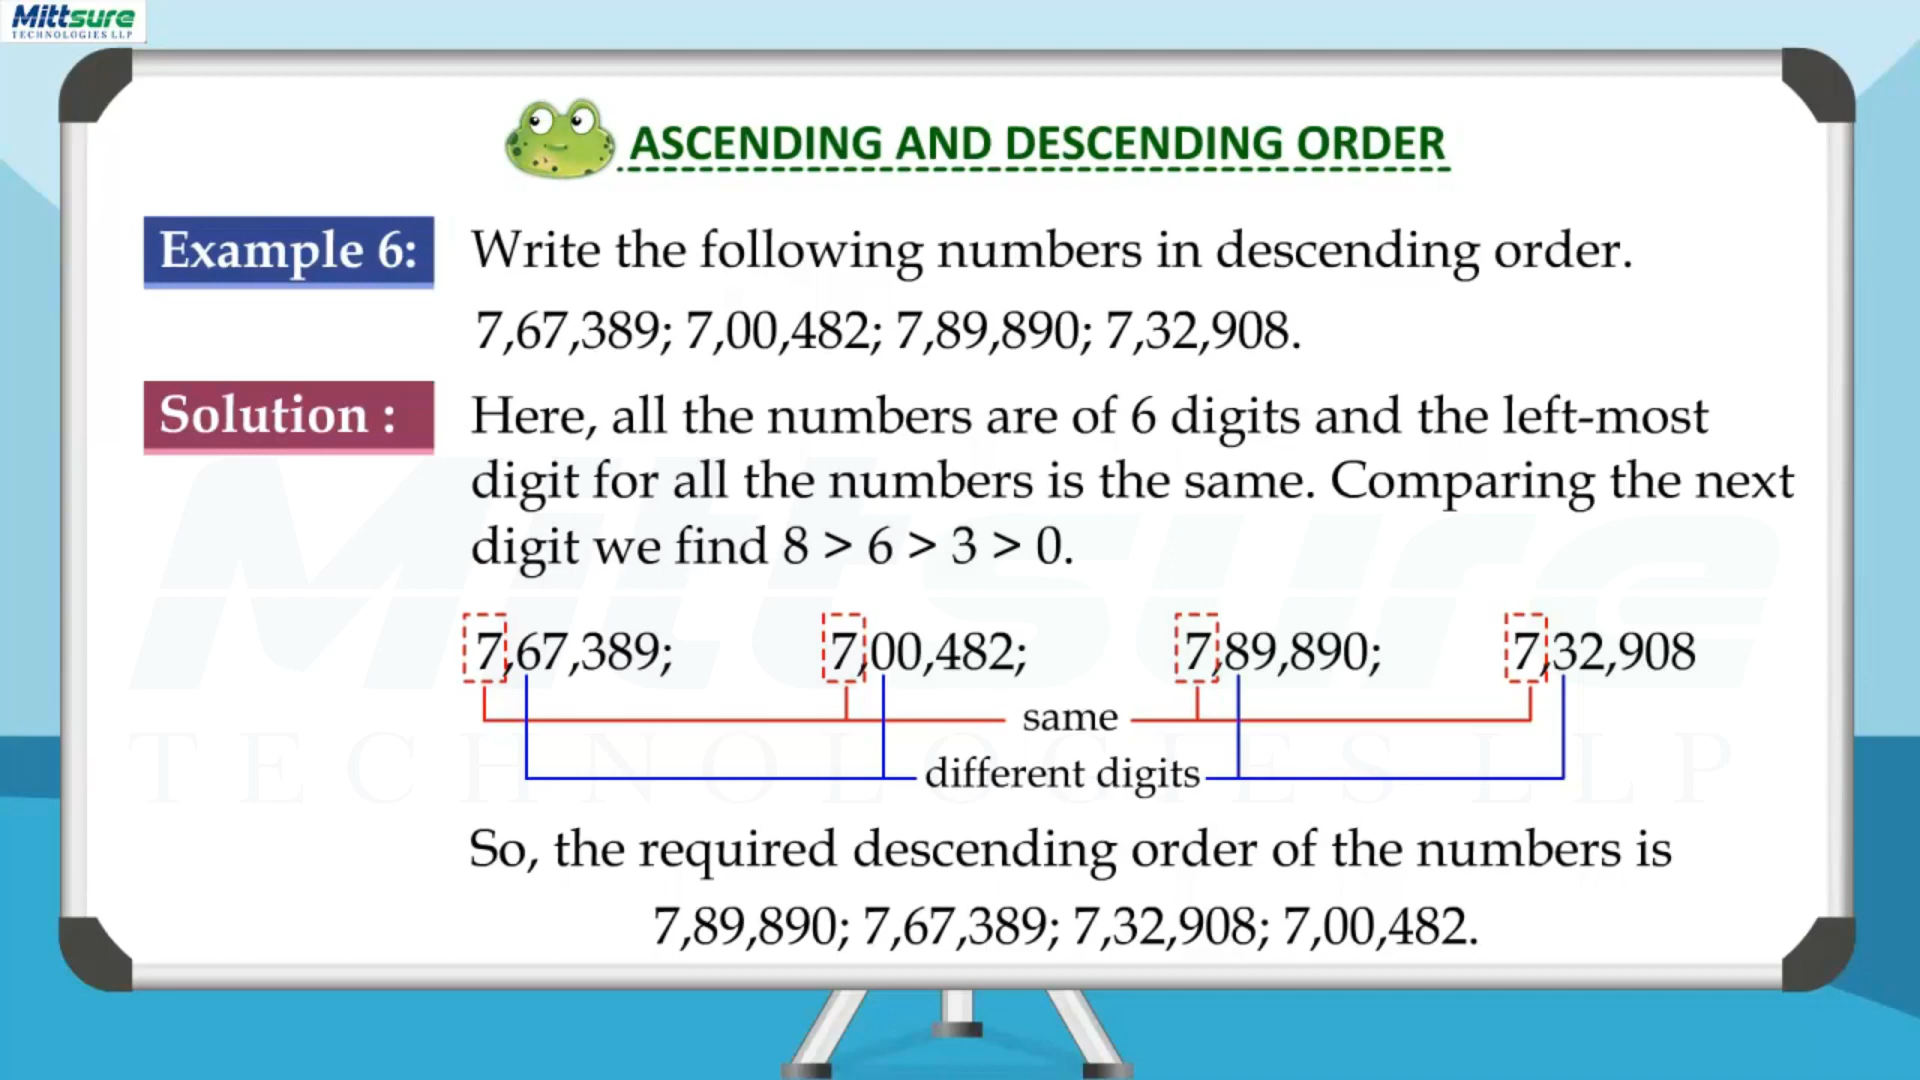 Mittsure
TECHNOLOGIES LLP
ASCENDING AND DESCENDING ORDER
Example 6: Write the following numbers in descending order.
7,67,389; 7,00,482; 7,89,890; 7,32,908.
Solution : Here, all the numbers are of 6 digits and the left-most
digit for all the numbers is the same. Comparing the next
digit we find 8 > 6 > 3 > 0.
7,67,389; 7,00,482; 7,89,890; 7,32,908
same
different digits
So, the required descending order of the numbers is
7,89,890; 7,67,389; 7,32,908; 7,00,482.
Mittsure
TECHNOLOGIES LLP